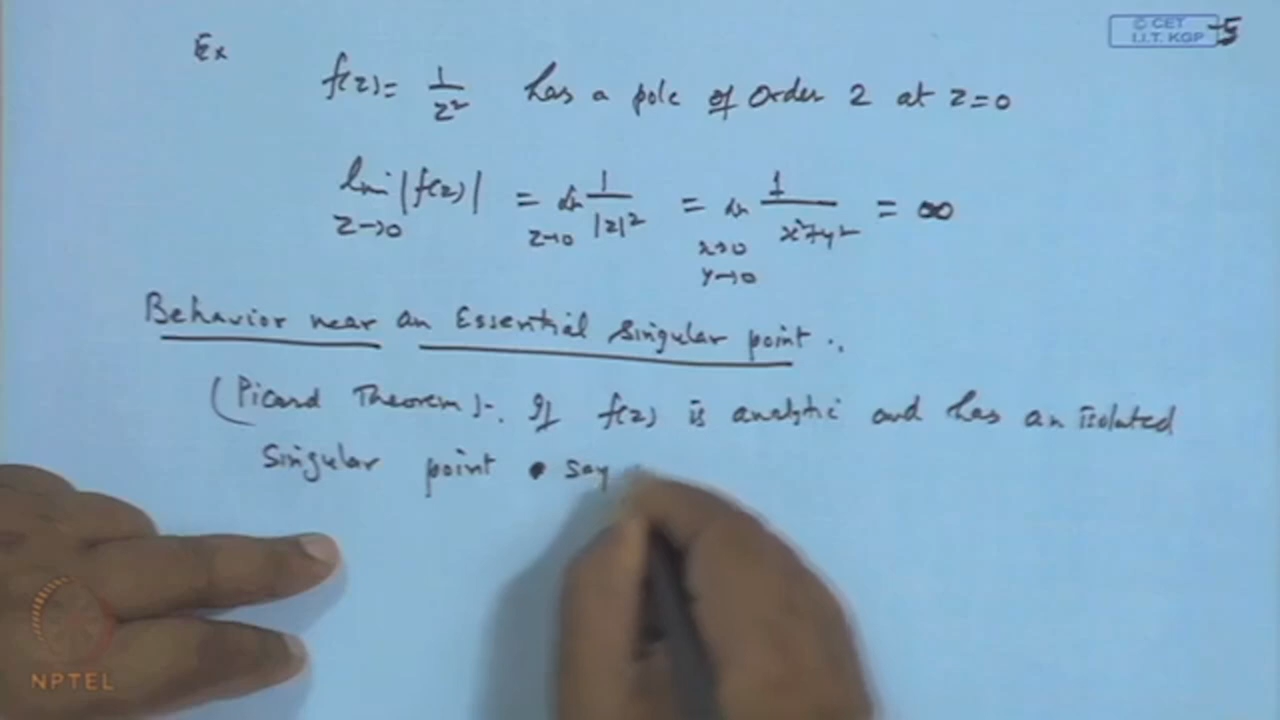 © CET
I.I.T. KGP
Ex
f(z) = 1/z² has a pole of order 2 at z=0
lim z→0 |f(z)| = lim z→0 1/|z|² = lim x→0 y→0 1/x²+y² = ∞
Behavior near an Essential Singular point :.
(Picard Theorem):-. If f(z) is analytic and has an isolated
Singular point • say
NPTEL